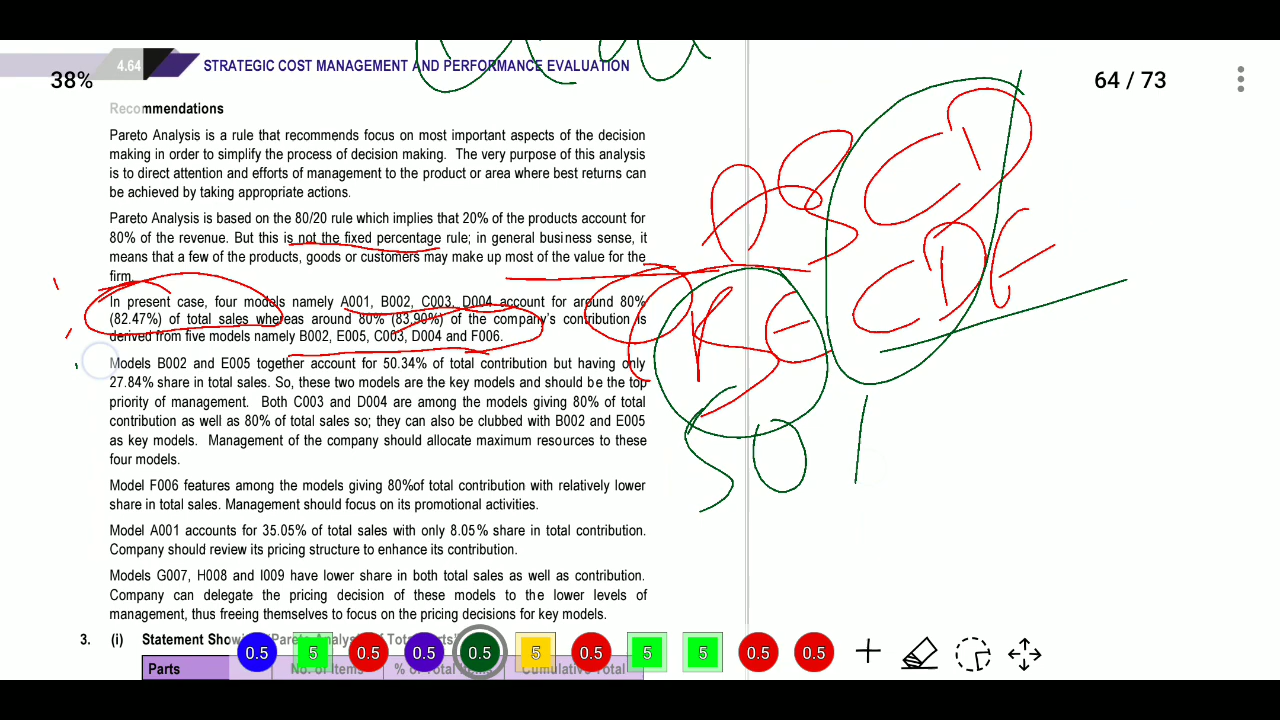 4.64 STRATEGIC COST MANAGEMENT AND PERFORMANCE EVALUATION
38%
64 / 73
Recommendations
Pareto Analysis is a rule that recommends focus on most important aspects of the decision
making in order to simplify the process of decision making. The very purpose of this analysis
is to direct attention and efforts of management to the product or area where best returns can
be achieved by taking appropriate actions.
Pareto Analysis is based on the 80/20 rule which implies that 20% of the products account for
80% of the revenue. But this is not the fixed percentage rule; in general business sense, it
means that a few of the products, goods or customers may make up most of the value for the
firm.
In present case, four models namely A001, B002, C003, D004 account for around 80%
(82.47%) of total sales whereas around 80% (83.90%) of the company's contribution is
derived from five models namely B002, E005, C003, D004 and F006.
Models B002 and E005 together account for 50.34% of total contribution but having only
27.84% share in total sales. So, these two models are the key models and should be the top
priority of management. Both C003 and D004 are among the models giving 80% of total
contribution as well as 80% of total sales so; they can also be clubbed with B002 and E005
as key models. Management of the company should allocate maximum resources to these
four models.
Model F006 features among the models giving 80%of total contribution with relatively lower
share in total sales. Management should focus on its promotional activities.
Model A001 accounts for 35.05% of total sales with only 8.05% share in total contribution.
Company should review its pricing structure to enhance its contribution.
Models G007, H008 and I009 have lower share in both total sales as well as contribution.
Company can delegate the pricing decision of these models to the lower levels of
management, thus freeing themselves to focus on the pricing decisions for key models.
3. (i) Statement Showing "Pareto Analysis of Total Parts"
Parts No. of Items % of Total Items Cumulative Total
0.5 5 0.5 0.5 0.5 5 0.5 5 5 0.5 0.5
50